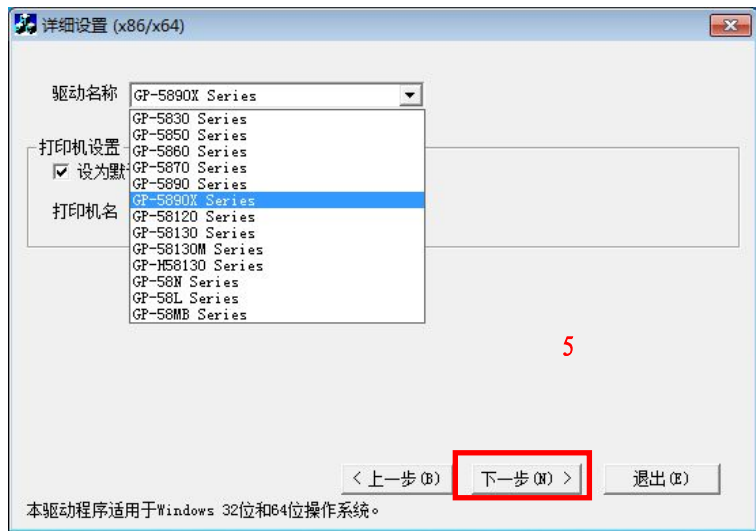 详细设置 (x86/x64)
驱动名称 GP-5890X Series
GP-5830 Series
GP-5850 Series
打印机设置 GP-5860 Series
设为默 GP-5870 Series
GP-5890 Series
GP-5890X Series
打印机名 GP-58120 Series
GP-58130 Series
GP-58130M Series
GP-H58130 Series
GP-58N Series
GP-58L Series
GP-58MB Series
5
< 上一步(B) 下一步(N) > 退出(E)
本驱动程序适用于Windows 32位和64位操作系统。